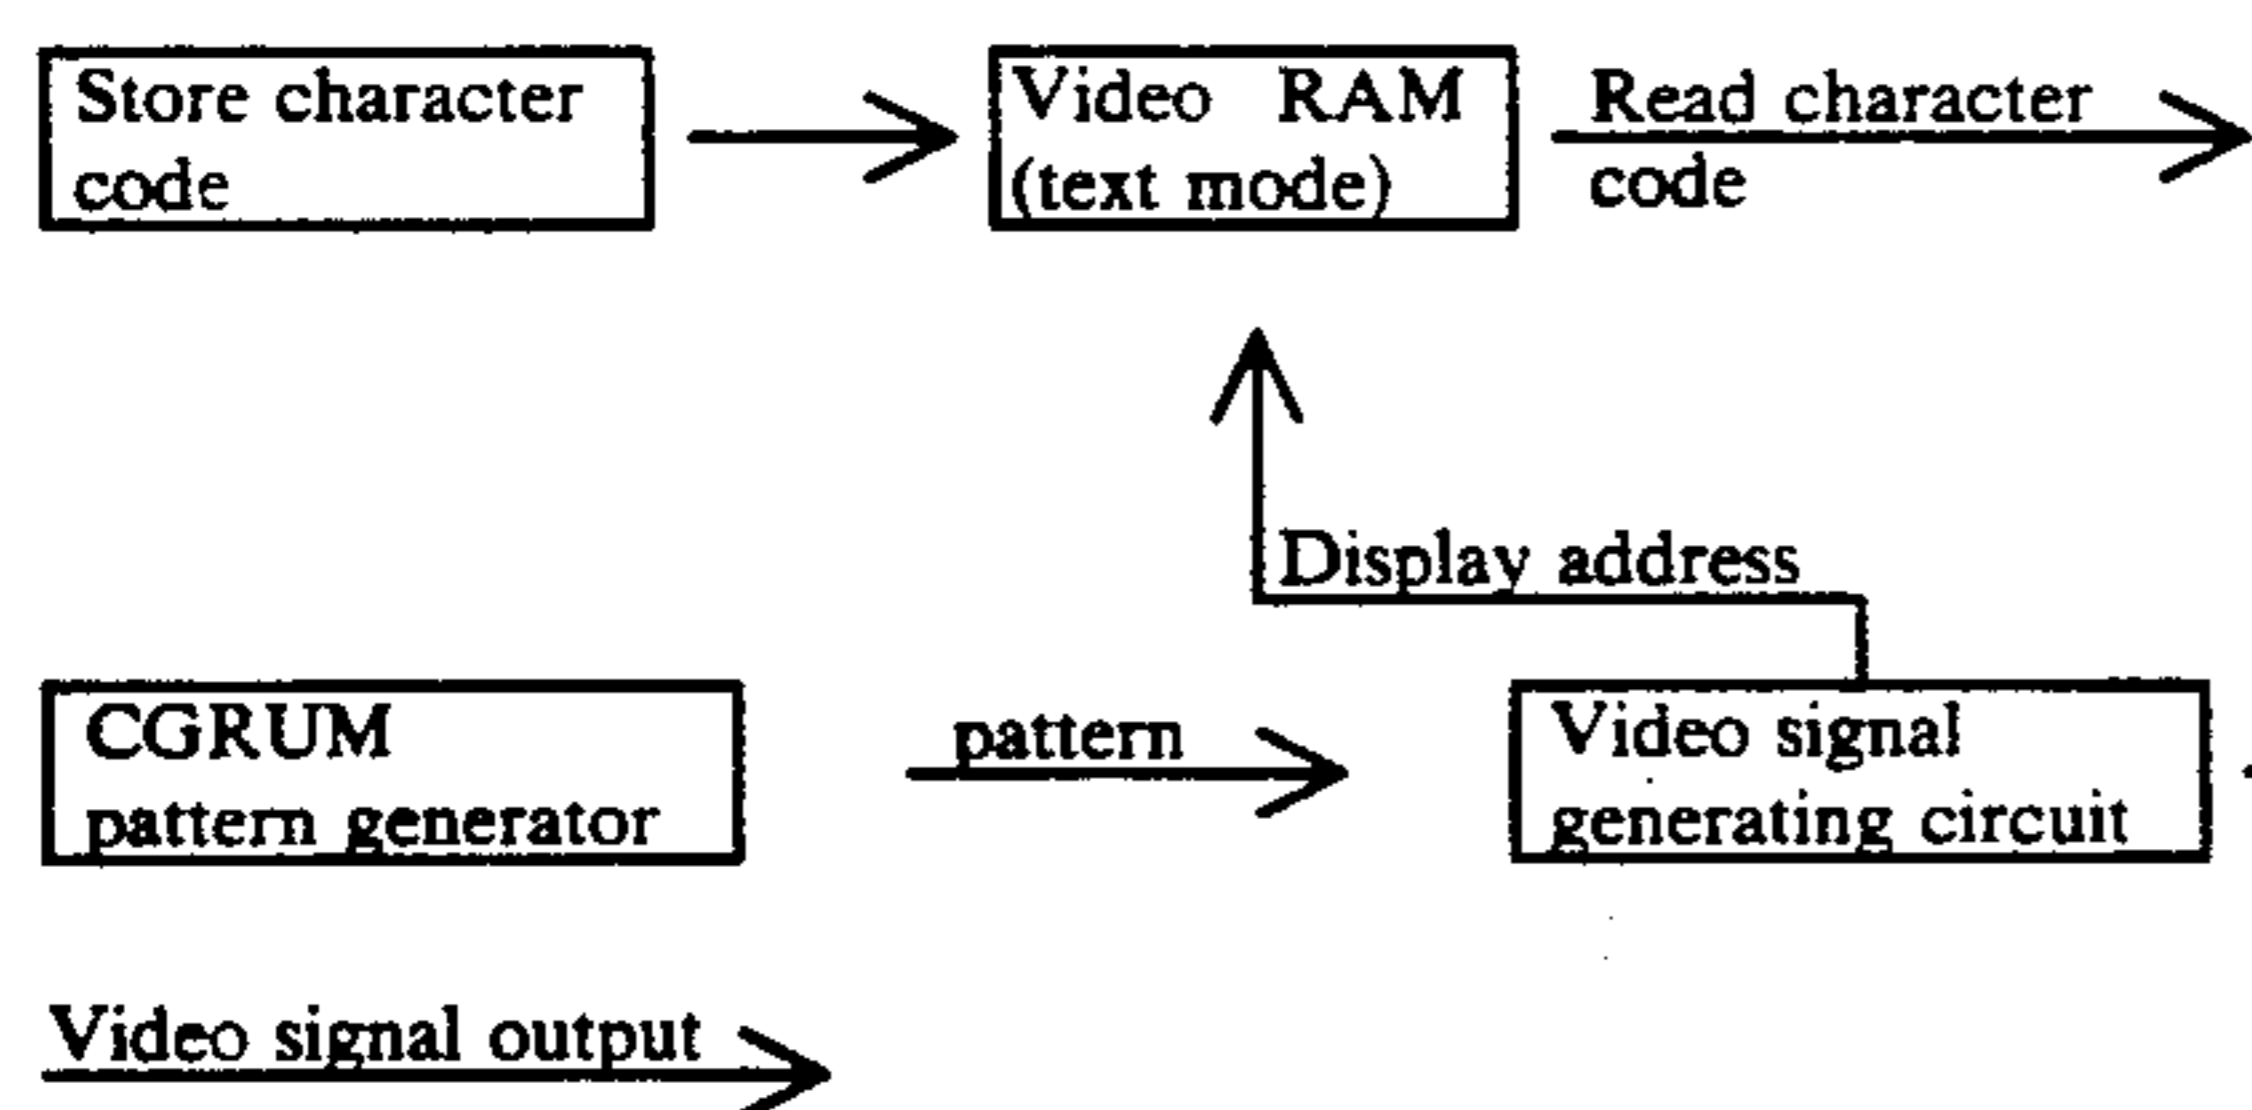 Store character
code
Video RAM
(text mode)
Read character
code
Display address
CGRUM
pattern generator
pattern
Video signal
generating circuit
Video signal output